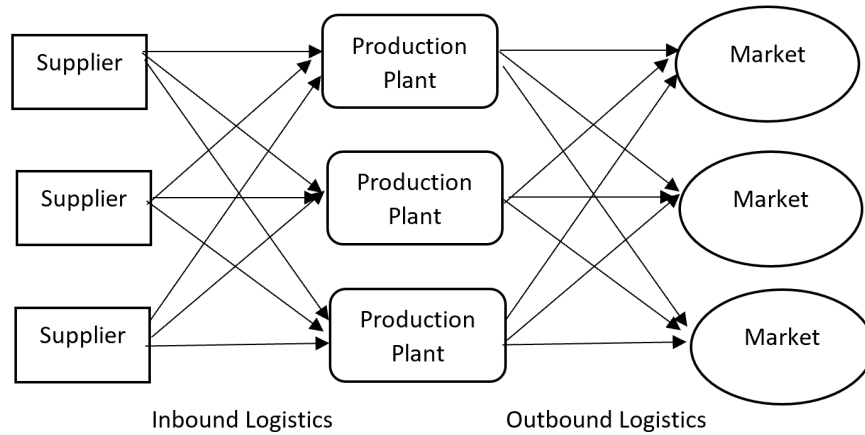 Supplier
Production
Plant
Market
Supplier
Production
Plant
Market
Supplier
Production
Plant
Market
Inbound Logistics
Outbound Logistics